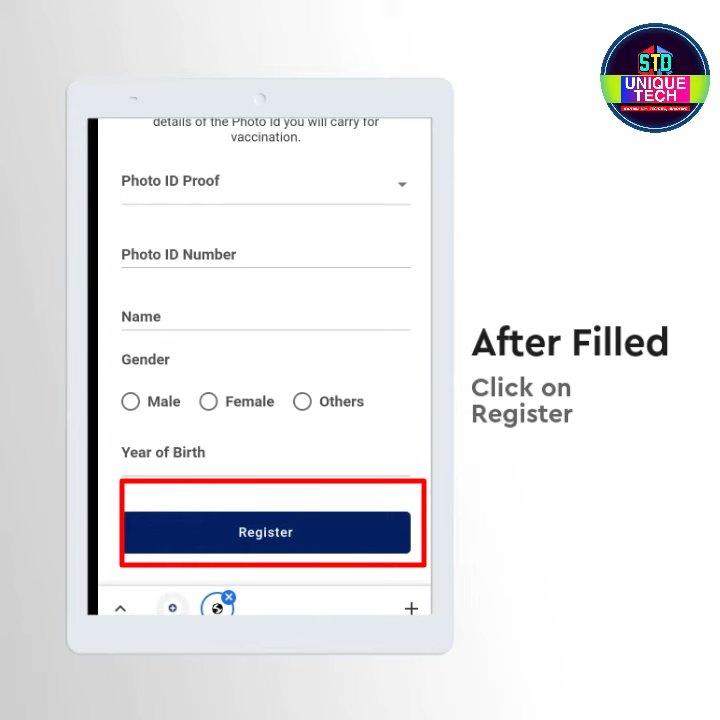 STD
UNIQUE
TECH
details of the Photo Id you will carry for
vaccination.
Photo ID Proof
Photo ID Number
Name
Gender
Male Female Others
Year of Birth
Register
After Filled
Click on
Register